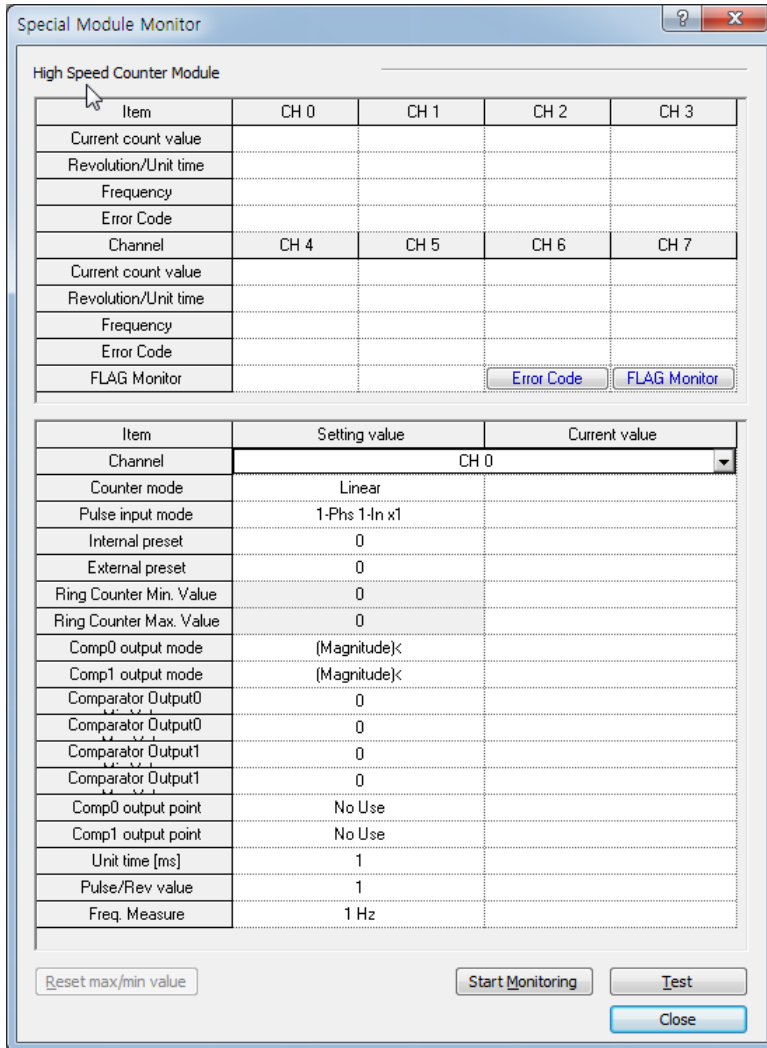 Special Module Monitor
High Speed Counter Module
Item CH 0 CH 1 CH 2 CH 3
Current count value
Revolution/Unit time
Frequency
Error Code
Channel CH 4 CH 5 CH 6 CH 7
Current count value
Revolution/Unit time
Frequency
Error Code
FLAG Monitor Error Code FLAG Monitor
Item Setting value Current value
Channel CH 0
Counter mode Linear
Pulse input mode 1-Phs 1-In x1
Internal preset 0
External preset 0
Ring Counter Min. Value 0
Ring Counter Max. Value 0
Comp0 output mode (Magnitude)<
Comp1 output mode (Magnitude)<
Comparator Output0 0
Comparator Output0 0
Comparator Output1 0
Comparator Output1 0
Comp0 output point No Use
Comp1 output point No Use
Unit time [ms] 1
Pulse/Rev value 1
Freq. Measure 1 Hz
Reset max/min value Start Monitoring Test
Close